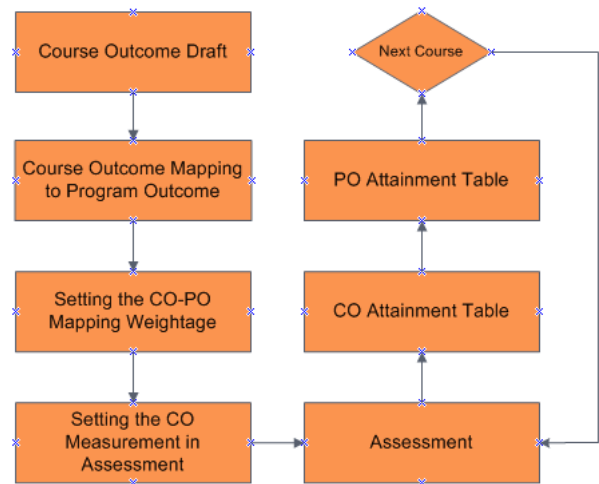 Course Outcome Draft
Course Outcome Mapping
to Program Outcome
Setting the CO-PO
Mapping Weightage
Setting the CO
Measurement in
Assessment
Assessment
CO Attainment Table
PO Attainment Table
Next Course